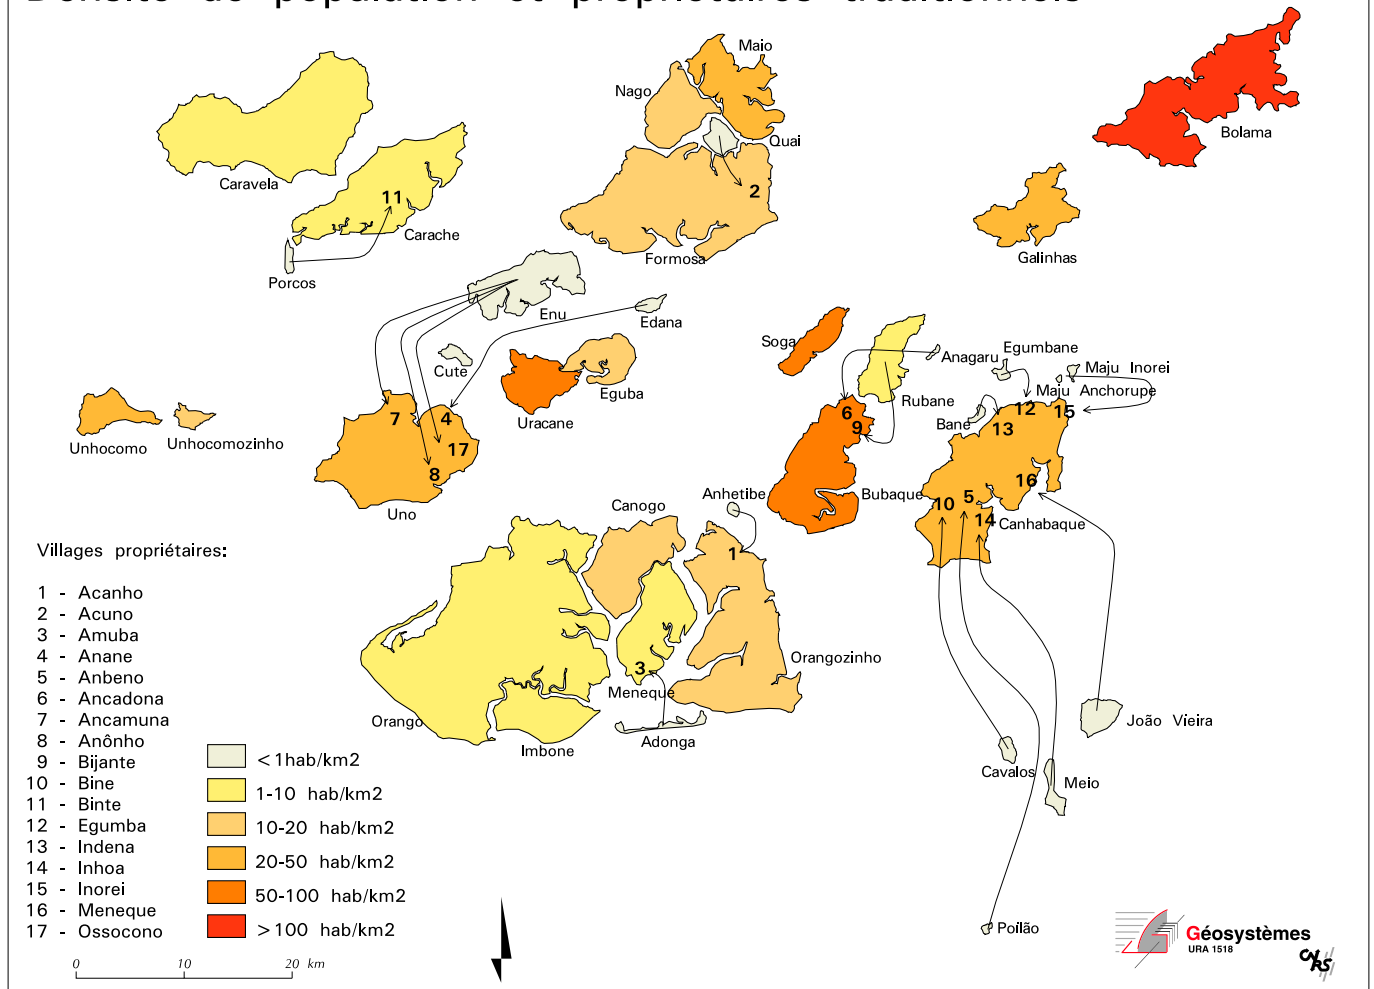 Densité de population et propriétaires traditionnels
Maio
Nago
Bolama
Quai
Caravela
2
11
Carache
Formosa
Galinhas
Porcos
Enu
Edana
Soga
Anagaru
Egumbane
Maju Inorei
Cute
Eguba
Rubane
Maju Anchorupe
Uracane
Bane
12
15
6
9
13
7
4
Unhocomo
Unhocomozinho
17
8
16
Uno
Canogo
Anhetibe
Bubaque
10
5
14
Canhabaque
1
3
Orangozinho
Meneque
Orango
Imbone
Adonga
João Vieira
Cavalos
Meio
Poilão
Villages propriétaires:
1 - Acanho
2 - Acuno
3 - Amuba
4 - Anane
5 - Anbeno
6 - Ancadona
7 - Ancamuna
8 - Anônho
9 - Bijante
10 - Bine
11 - Binte
12 - Egumba
13 - Indena
14 - Inhoa
15 - Inorei
16 - Meneque
17 - Ossocono
<1hab/km2
1-10 hab/km2
10-20 hab/km2
20-50 hab/km2
50-100 hab/km2
>100 hab/km2
0 10 20 km
Géosystèmes
URA 1518
CNRS